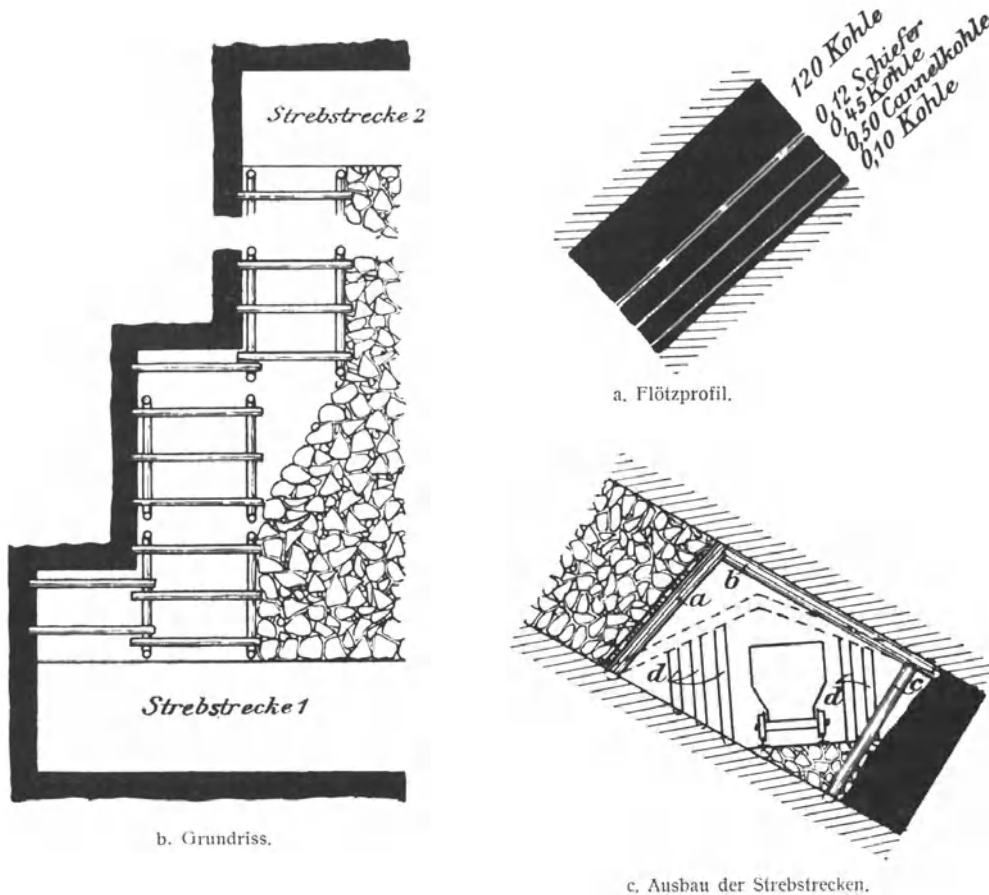 Strebstrecke 2
Strebstrecke 1
b. Grundriss.
120 Kohle
0,12 Schiefer
0,45 Kohle
0,50 Cannelkohle
0,10 Kohle
a. Flötzprofil.
b
a
d
d
c
c. Ausbau der Strebstrecken.